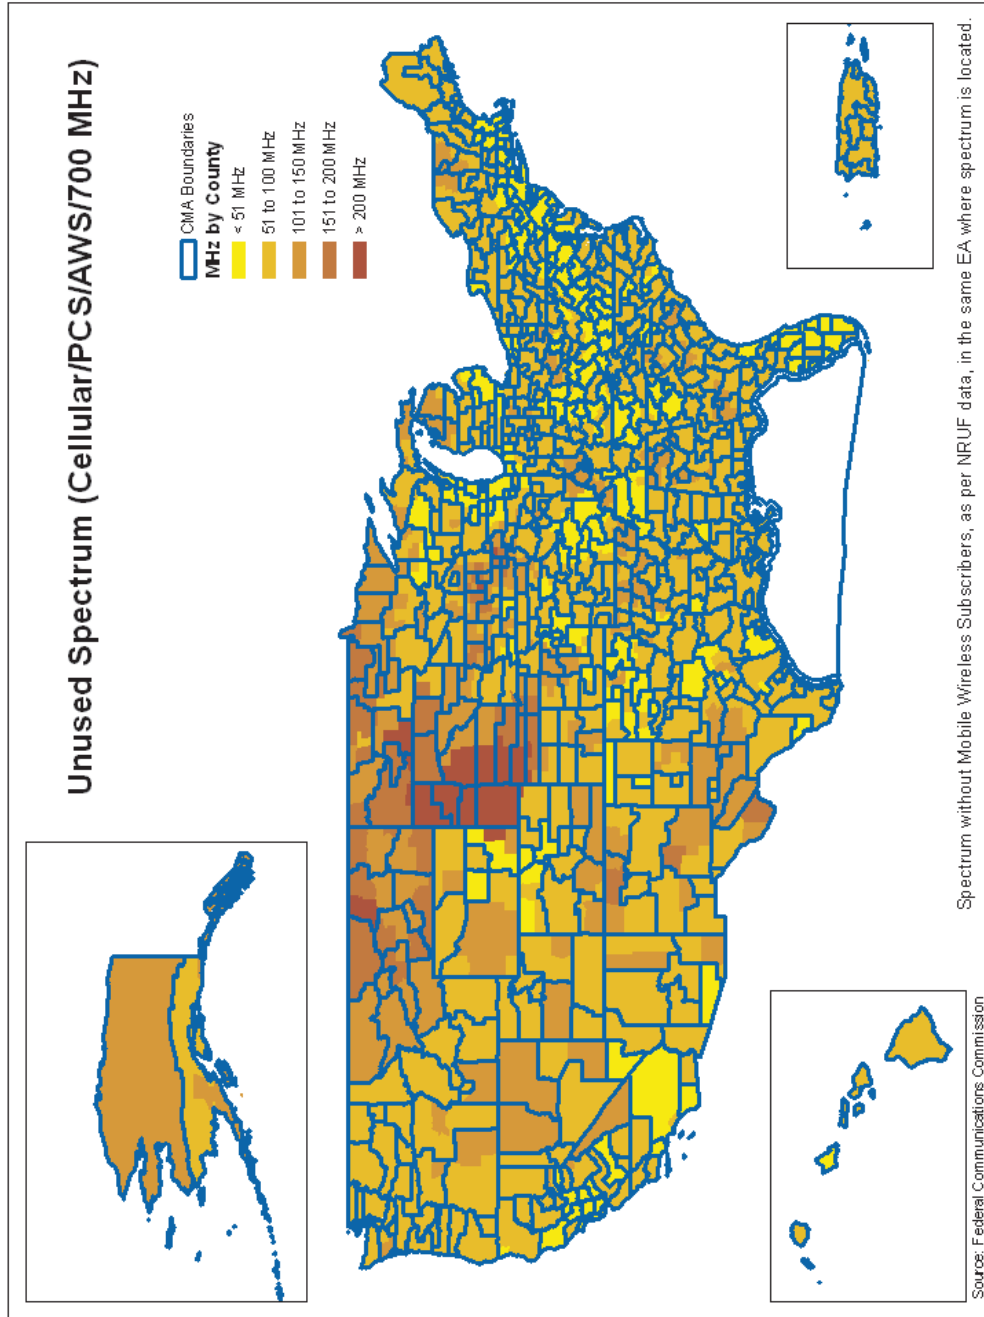 Unused Spectrum (Cellular/PCS/AWS/700 MHz)
CMA Boundaries
MHz by County
< 51 MHz
51 to 100 MHz
101 to 150 MHz
151 to 200 MHz
> 200 MHz
Spectrum without Mobile Wireless Subscribers, as per NRUF data, in the same EA where spectrum is located.
Source: Federal Communications Commission